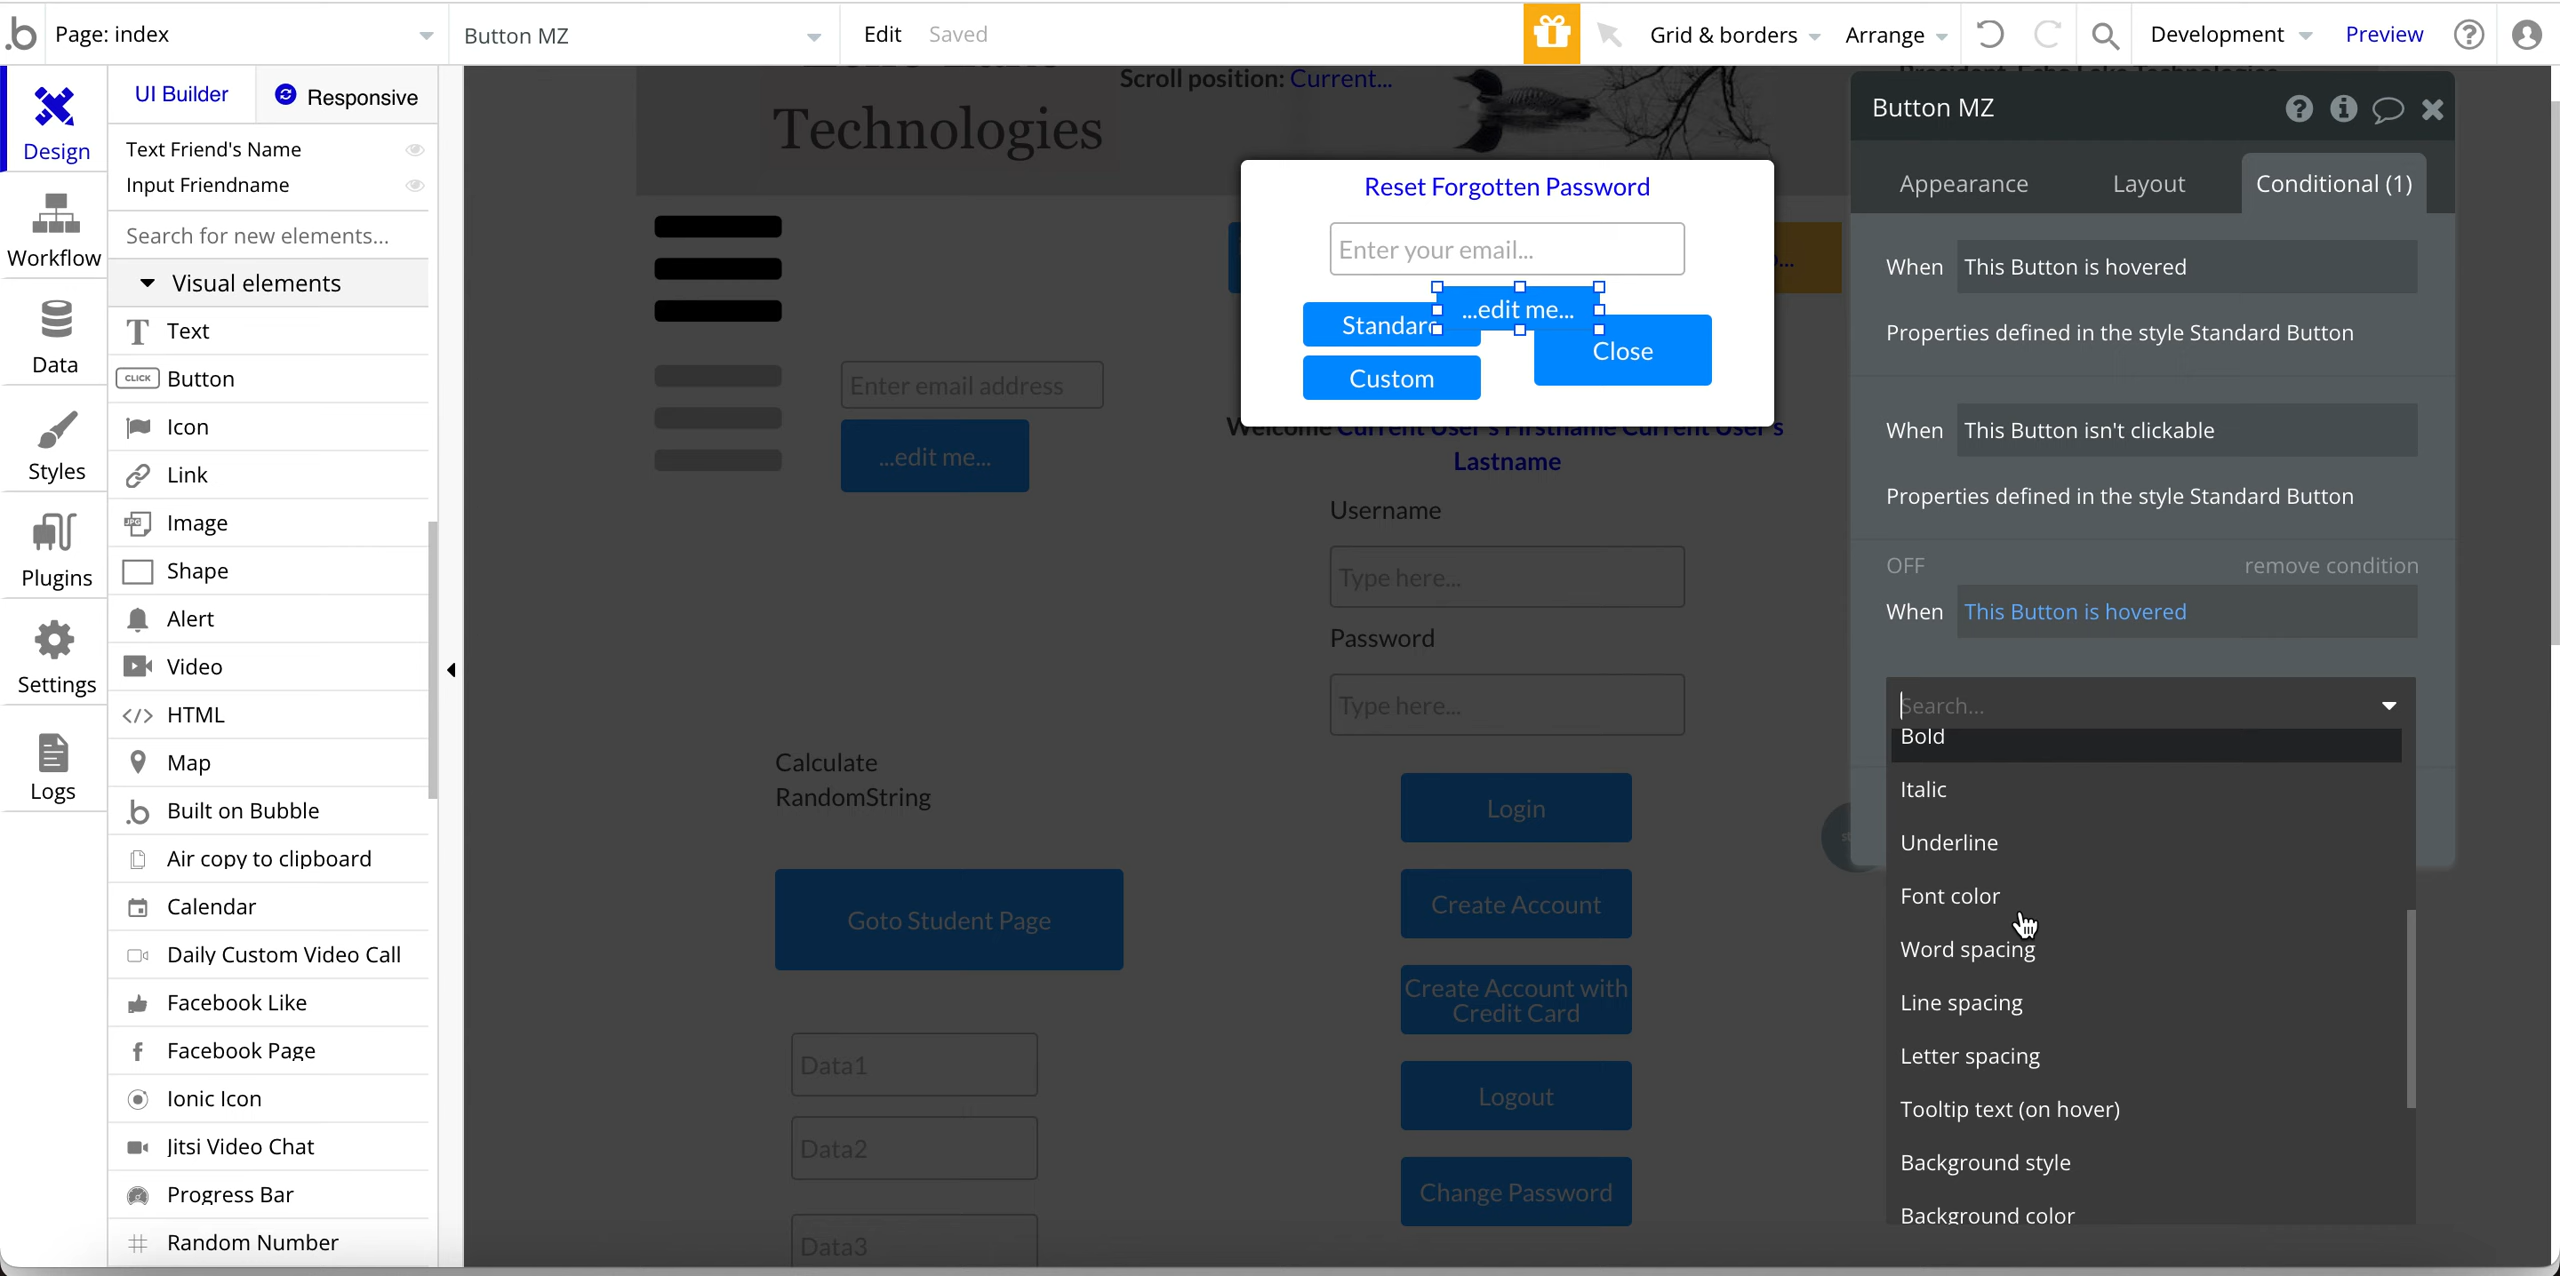 Page: index
Button MZ
Edit
Saved
Grid & borders
Arrange
Development
Preview
Design
Workflow
Data
Styles
Plugins
Settings
Logs
UI Builder
Responsive
Text Friend's Name
Input Friendname
Search for new elements...
Visual elements
Text
CLICK
Button
Icon
Link
JPG
Image
Shape
Alert
Video
</> HTML
Map
Built on Bubble
Air copy to clipboard
Calendar
Daily Custom Video Call
Facebook Like
Facebook Page
Ionic Icon
Jitsi Video Chat
Progress Bar
Random Number
Technologies
Scroll position: Current...
Reset Forgotten Password
Enter your email...
Standard
...edit me...
Close
Custom
Enter email address
...edit me...
Welcome Current User's Firstname Current User's
Lastname
Username
Type here...
Password
Type here...
Calculate
RandomString
Goto Student Page
Data1
Data2
Data3
Login
Create Account
Create Account with
Credit Card
Logout
Change Password
Button MZ
Appearance
Layout
Conditional (1)
When This Button is hovered
Properties defined in the style Standard Button
When This Button isn't clickable
Properties defined in the style Standard Button
OFF
remove condition
When This Button is hovered
Search...
Bold
Italic
Underline
Font color
Word spacing
Line spacing
Letter spacing
Tooltip text (on hover)
Background style
Background color